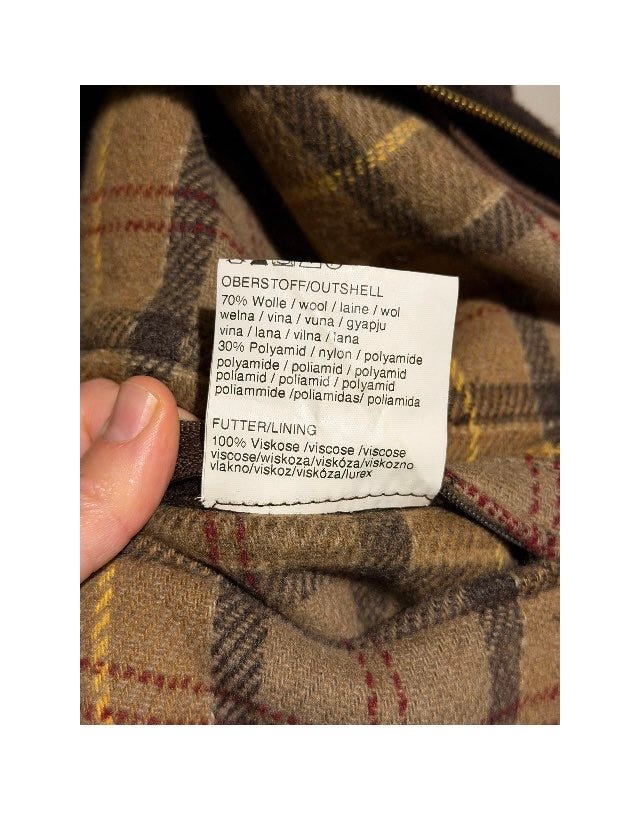 OBERSTOFF/OUTSHELL
70% Wolle / wool / laine / wol
welna / vina / vuna / gyapju
vina / lana / vilna / lana
30% Polyamid / nylon / polyamide
polyamide / poliamid / polyamid
poliamid / poliamid / polyamid
poliammide /poliamidas/ poliamida
FUTTER/LINING
100% Viskose /viscose /viscose
viscose/wiskoza/viskóza/viskozno
vlakno/viskoz/viskóza/lurex